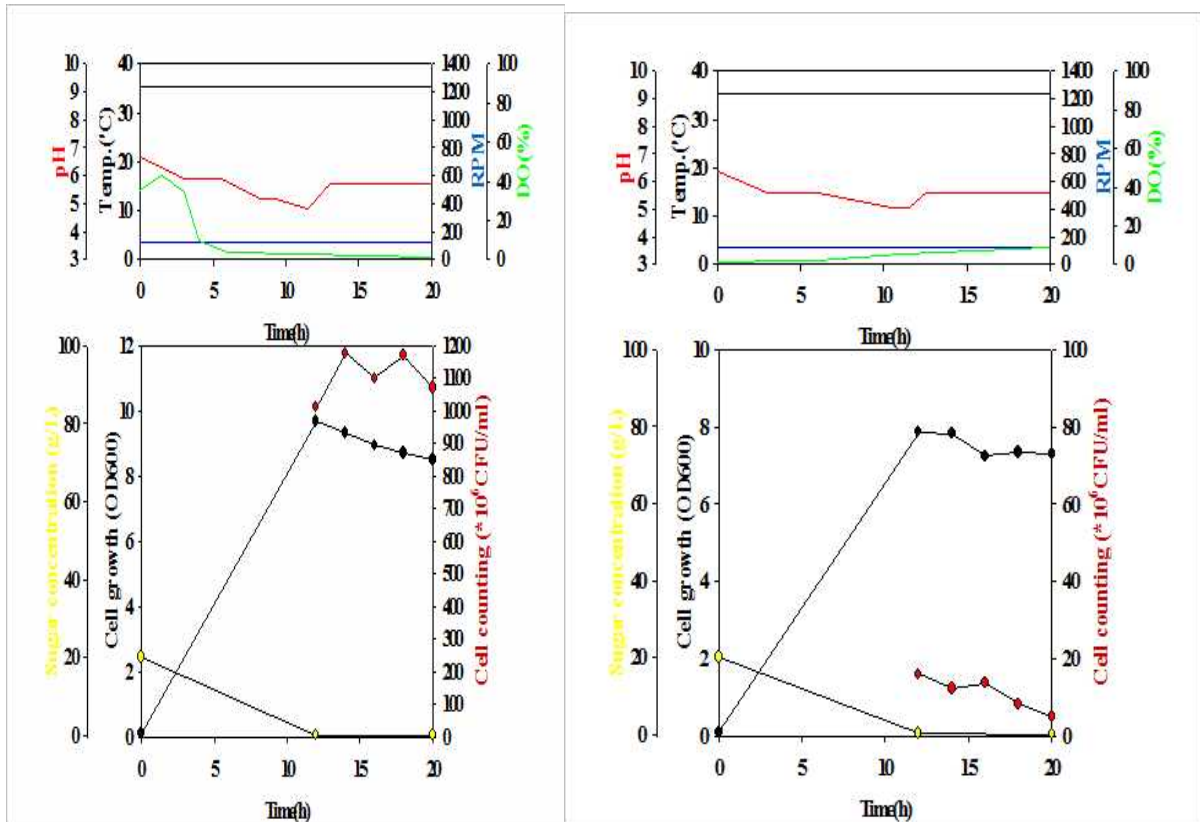 10 40 1400 100
9 1200
30 80
8 1000
7 20 800 60
6 600 40
5 10 400
4 200 20
3 0 0 0
pH
Temp.(°C)
RPM
DO(%)
0 5 10 15 20
Time(h)
100 12 1200
1100
10 1000
80 900
8 800
60 700
6 600
40 500
4 400
300
20 2 200
100
0 0 0
Sugar concentration (g/L)
Cell growth (OD600)
Cell counting (*10⁶CFU/ml)
0 5 10 15 20
Time(h)
10 40 1400 100
9 1200
30 80
8 1000
7 20 800 60
6 600 40
5 10 400
4 200 20
3 0 0 0
pH
Temp.(°C)
RPM
DO(%)
0 5 10 15 20
Time(h)
100 10 100
80 8 80
60 6 60
40 4 40
20 2 20
0 0 0
Sugar concentration (g/L)
Cell growth (OD600)
Cell counting (*10⁶CFU/ml)
0 5 10 15 20
Time(h)